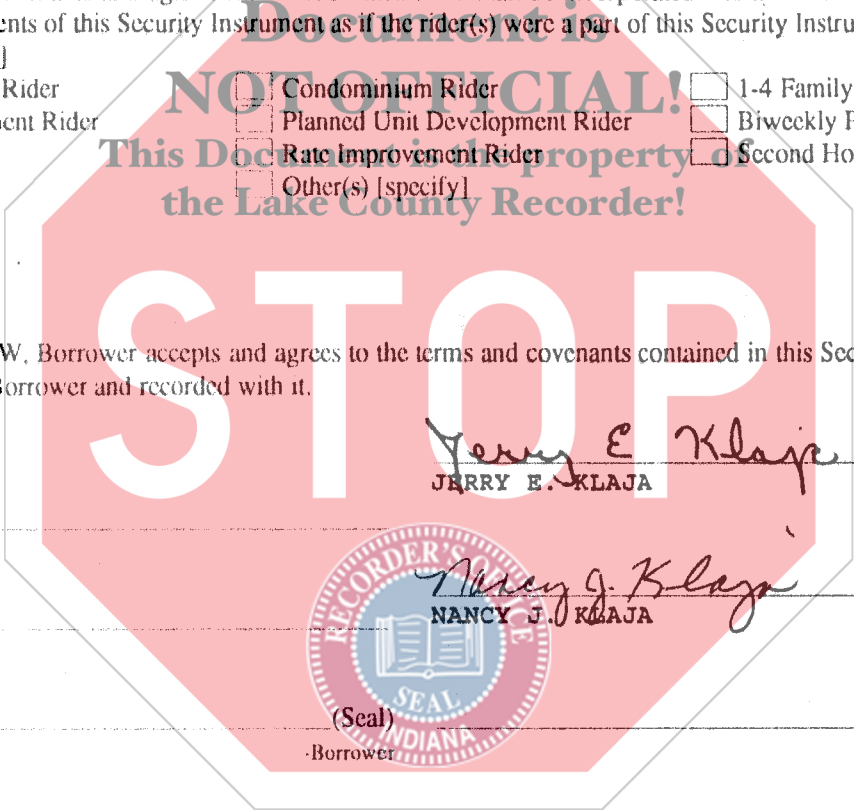 Document is
ents of this Security Instrument as if the rider(s) were a part of this Security Instru
]
Rider Condominium Rider 1-4 Family
NOT OFFICIAL!
ent Rider Planned Unit Development Rider Biweekly P
This Document is the property of
Rate Improvement Rider Second Ho
Other(s) [specify]
the Lake County Recorder!
STOP
W, Borrower accepts and agrees to the terms and covenants contained in this Sec
Borrower and recorded with it.
Jerry E Klaja
JERRY E. KLAJA
Nancy J. Klaja
NANCY J. KLAJA
RECORDER'S OFFICE
SEAL
INDIANA
(Seal)
-Borrower